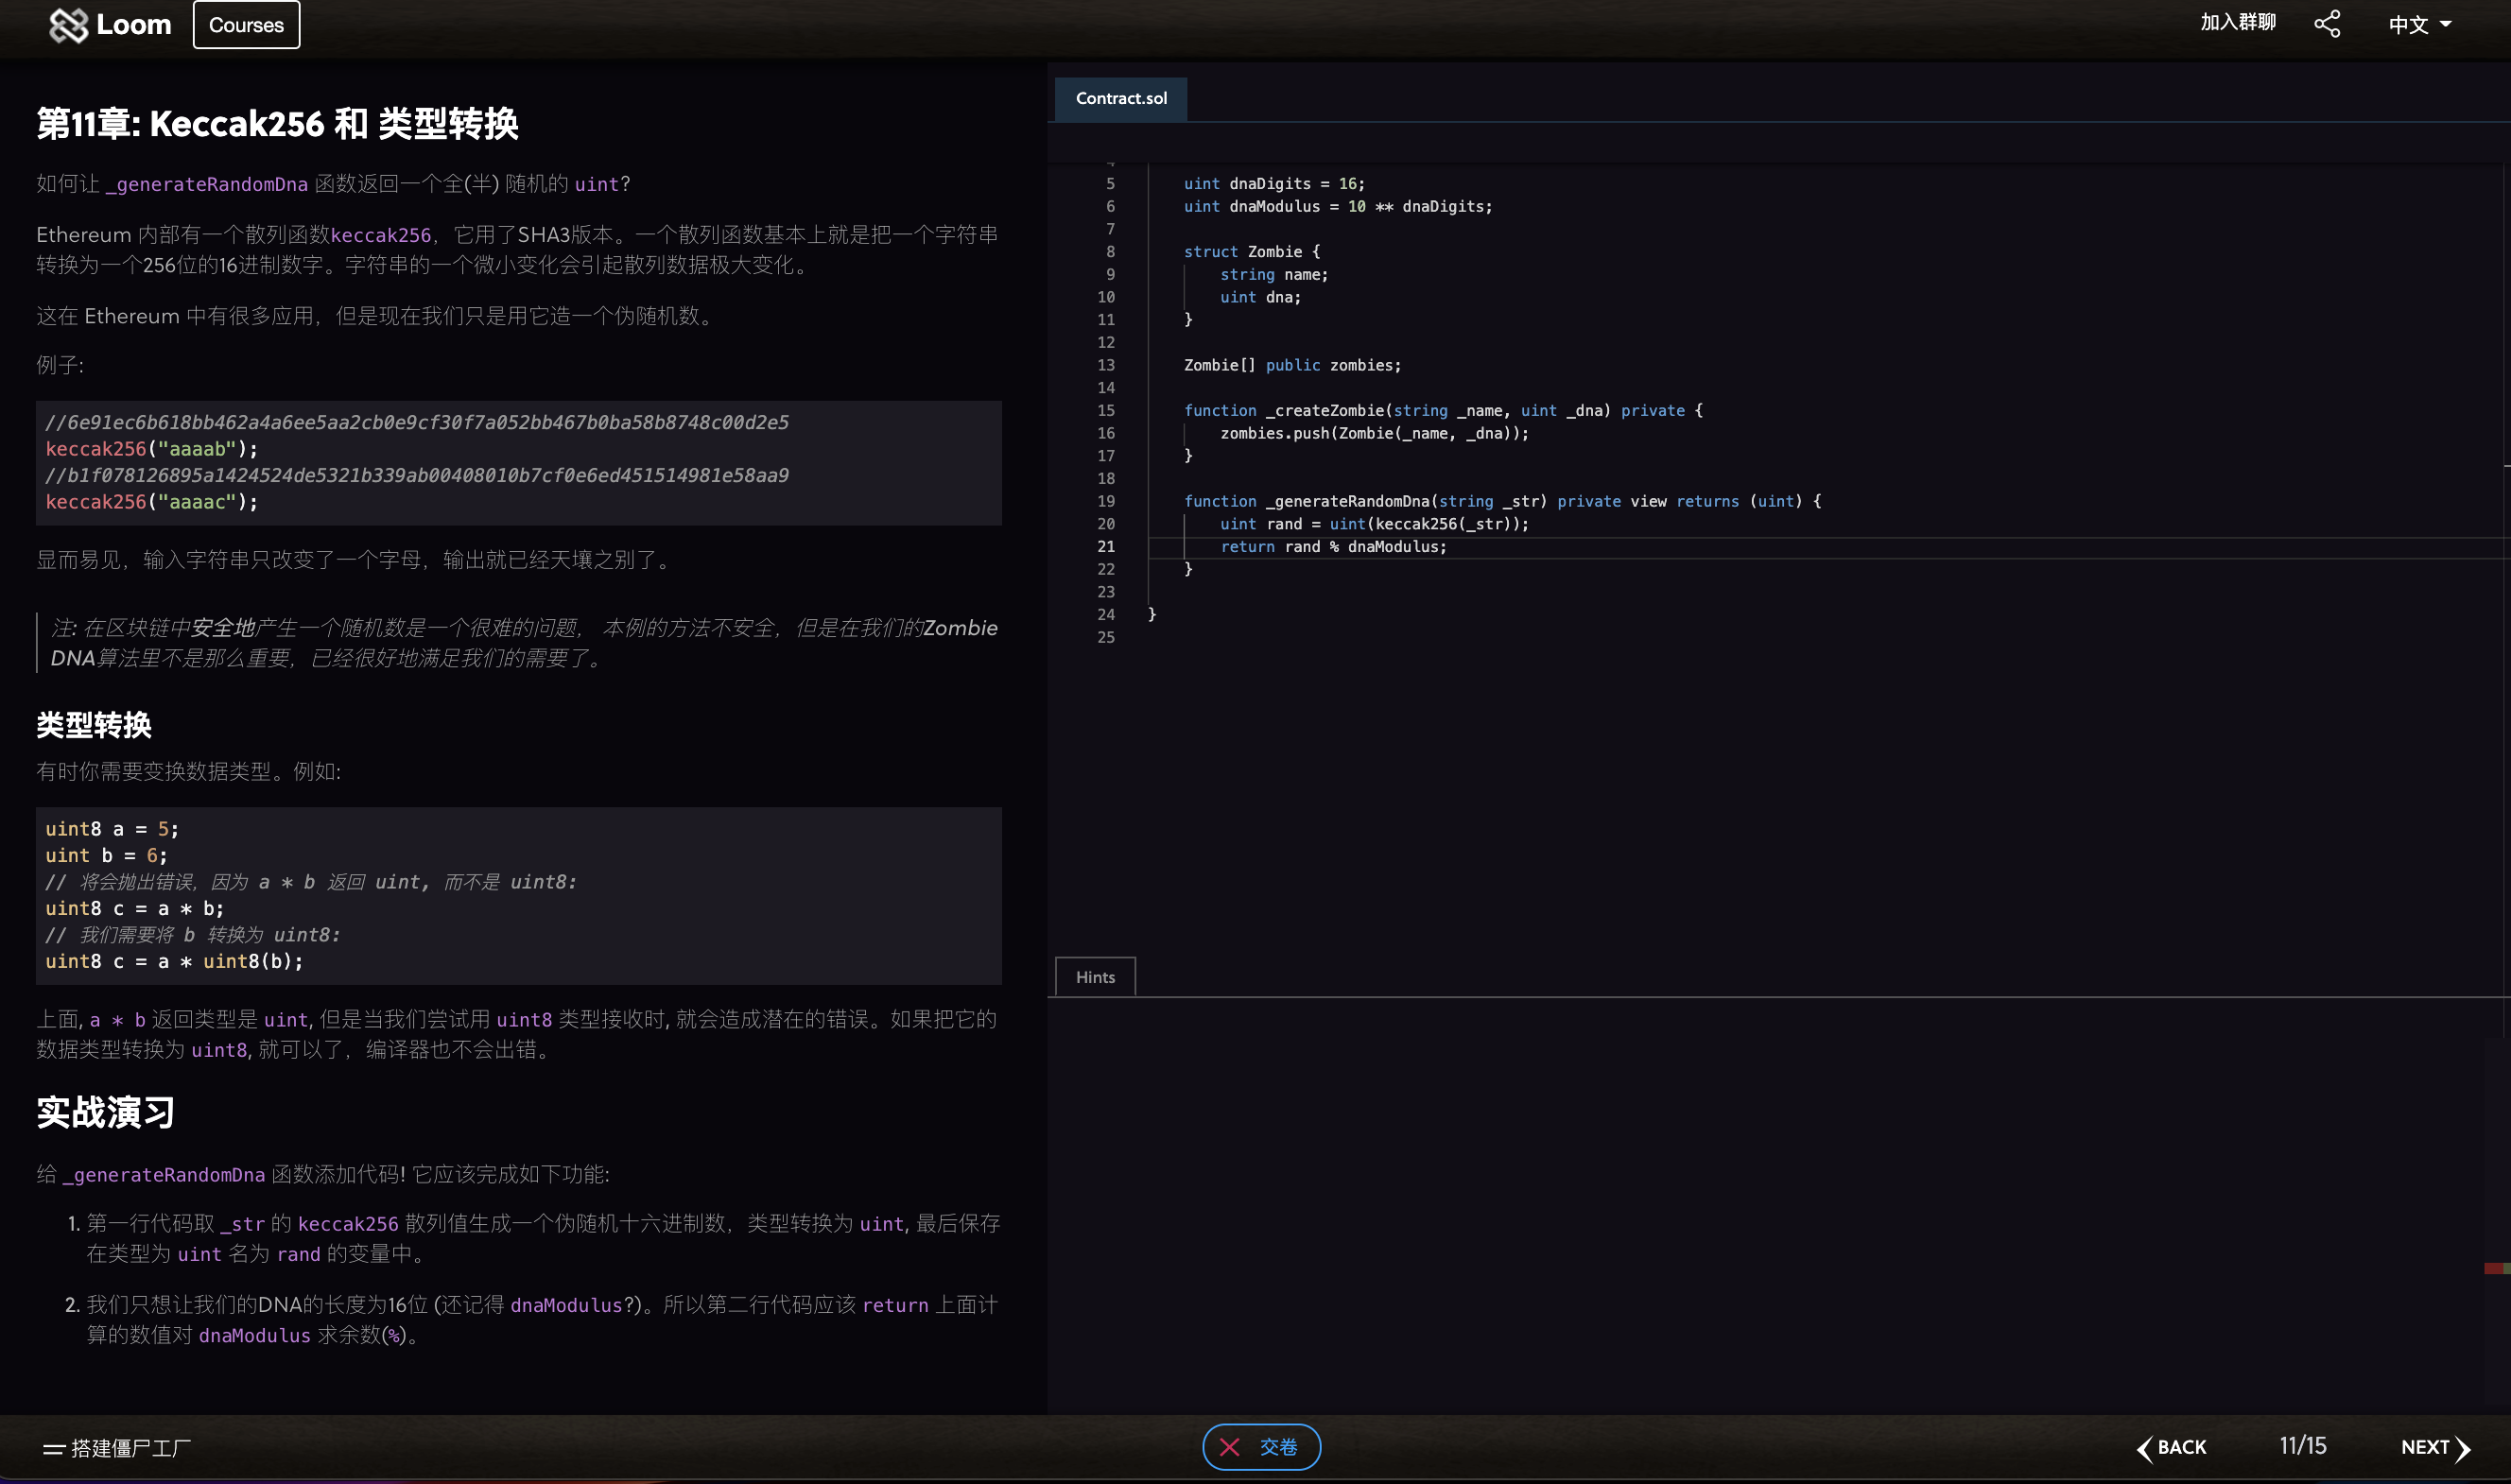 Loom
Courses
加入群聊
中文
第11章: Keccak256 和 类型转换
如何让 _generateRandomDna 函数返回一个全(半) 随机的 uint?
Ethereum 内部有一个散列函数keccak256，它用了SHA3版本。一个散列函数基本上就是把一个字符串
转换为一个256位的16进制数字。字符串的一个微小变化会引起散列数据极大变化。
这在 Ethereum 中有很多应用，但是现在我们只是用它造一个伪随机数。
例子:
//6e91ec6b618bb462a4a6ee5aa2cb0e9cf30f7a052bb467b0ba58b8748c00d2e5
keccak256("aaaab");
//b1f078126895a1424524de5321b339ab00408010b7cf0e6ed451514981e58aa9
keccak256("aaaac");
显而易见，输入字符串只改变了一个字母，输出就已经天壤之别了。
注: 在区块链中安全地产生一个随机数是一个很难的问题， 本例的方法不安全，但是在我们的Zombie
DNA算法里不是那么重要，已经很好地满足我们的需要了。
类型转换
有时你需要变换数据类型。例如:
uint8 a = 5;
uint b = 6;
// 将会抛出错误，因为 a * b 返回 uint, 而不是 uint8:
uint8 c = a * b;
// 我们需要将 b 转换为 uint8:
uint8 c = a * uint8(b);
上面, a * b 返回类型是 uint, 但是当我们尝试用 uint8 类型接收时, 就会造成潜在的错误。如果把它的
数据类型转换为 uint8, 就可以了，编译器也不会出错。
实战演习
给 _generateRandomDna 函数添加代码! 它应该完成如下功能:
1. 第一行代码取 _str 的 keccak256 散列值生成一个伪随机十六进制数，类型转换为 uint, 最后保存
在类型为 uint 名为 rand 的变量中。
2. 我们只想让我们的DNA的长度为16位 (还记得 dnaModulus?)。所以第二行代码应该 return 上面计
算的数值对 dnaModulus 求余数(%)。
Contract.sol
5 uint dnaDigits = 16;
6 uint dnaModulus = 10 ** dnaDigits;
7
8 struct Zombie {
9 string name;
10 uint dna;
11 }
12
13 Zombie[] public zombies;
14
15 function _createZombie(string _name, uint _dna) private {
16 zombies.push(Zombie(_name, _dna));
17 }
18
19 function _generateRandomDna(string _str) private view returns (uint) {
20 uint rand = uint(keccak256(_str));
21 return rand % dnaModulus;
22 }
23
24 }
25
Hints
搭建僵尸工厂
交卷
BACK
11/15
NEXT